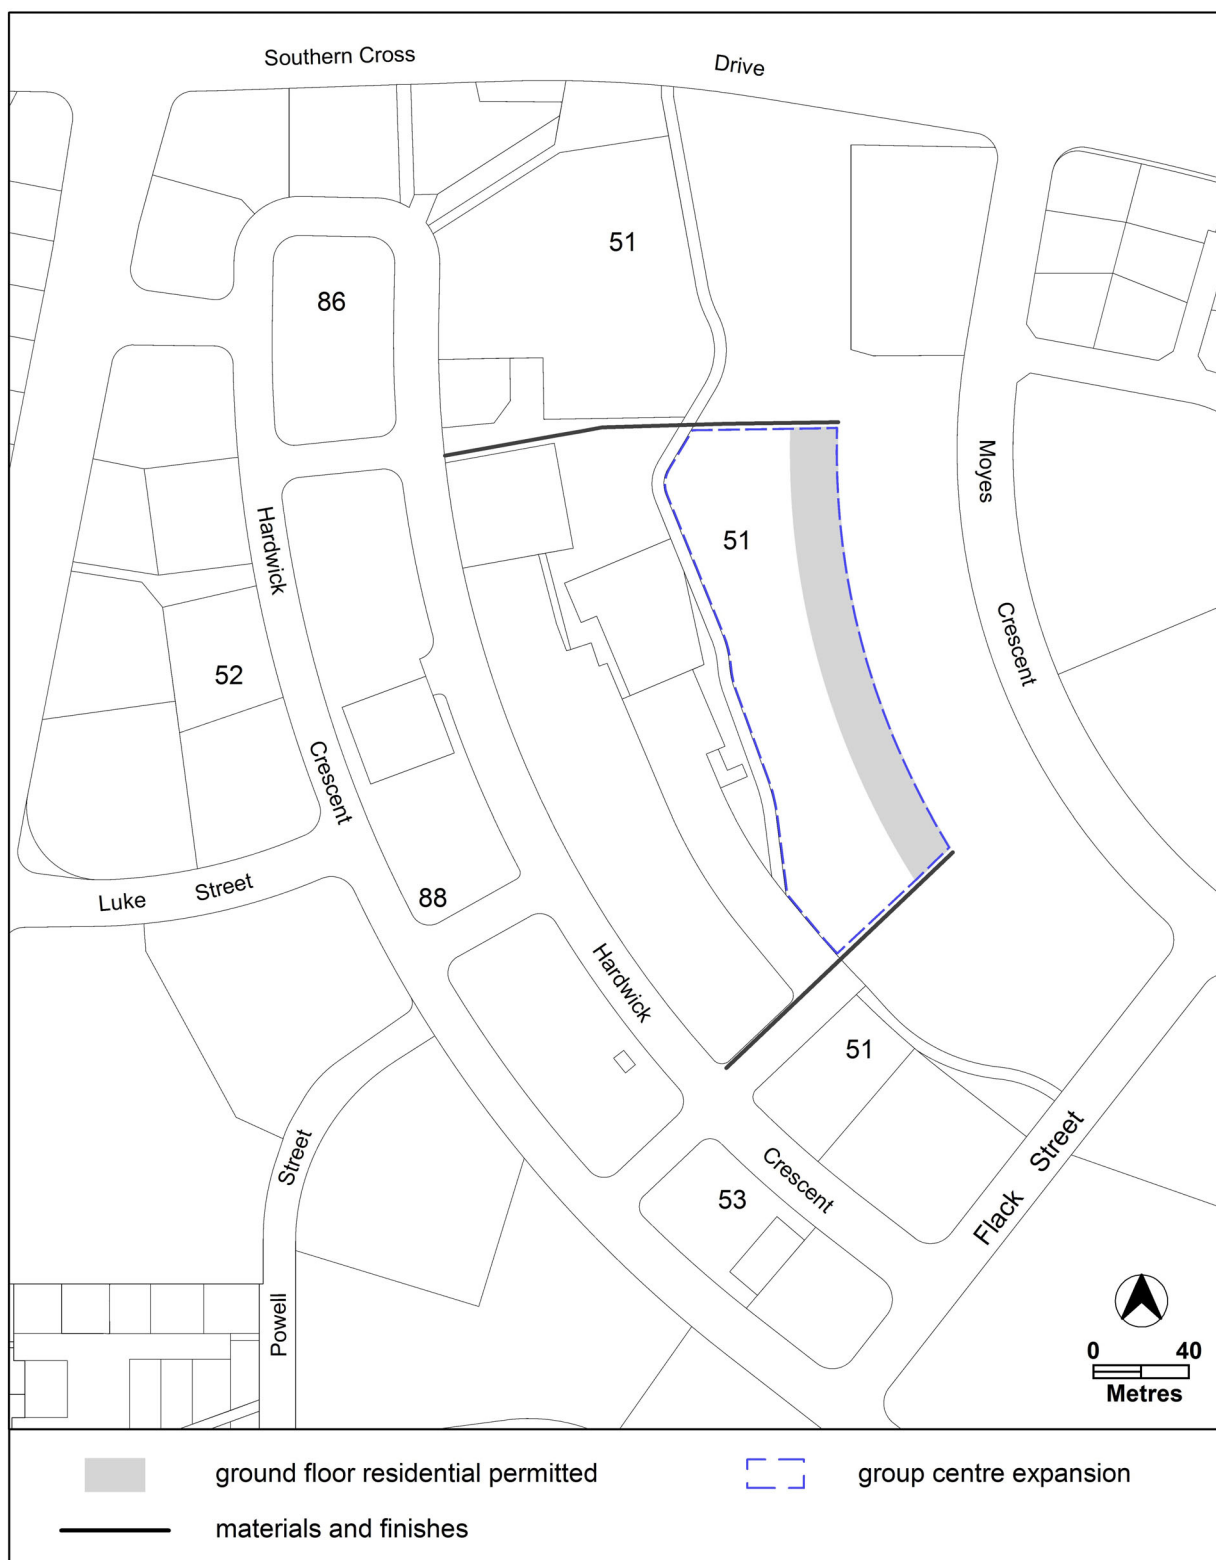 Southern Cross Drive
51
86
Moyes
Hardwick
51
Crescent
52
Crescent
Luke Street
88
Hardwick
51
Street
Street
Crescent
53
Flack
Powell
0 40
Metres
ground floor residential permitted
group centre expansion
materials and finishes